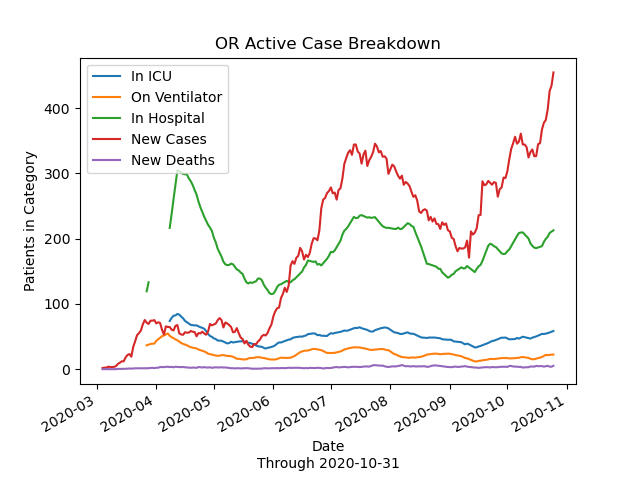 OR Active Case Breakdown
In ICU
On Ventilator
In Hospital
New Cases
New Deaths
Patients in Category
400
300
200
100
0
2020-03
2020-04
2020-05
2020-06
2020-07
2020-08
2020-09
2020-10
2020-11
Date
Through 2020-10-31